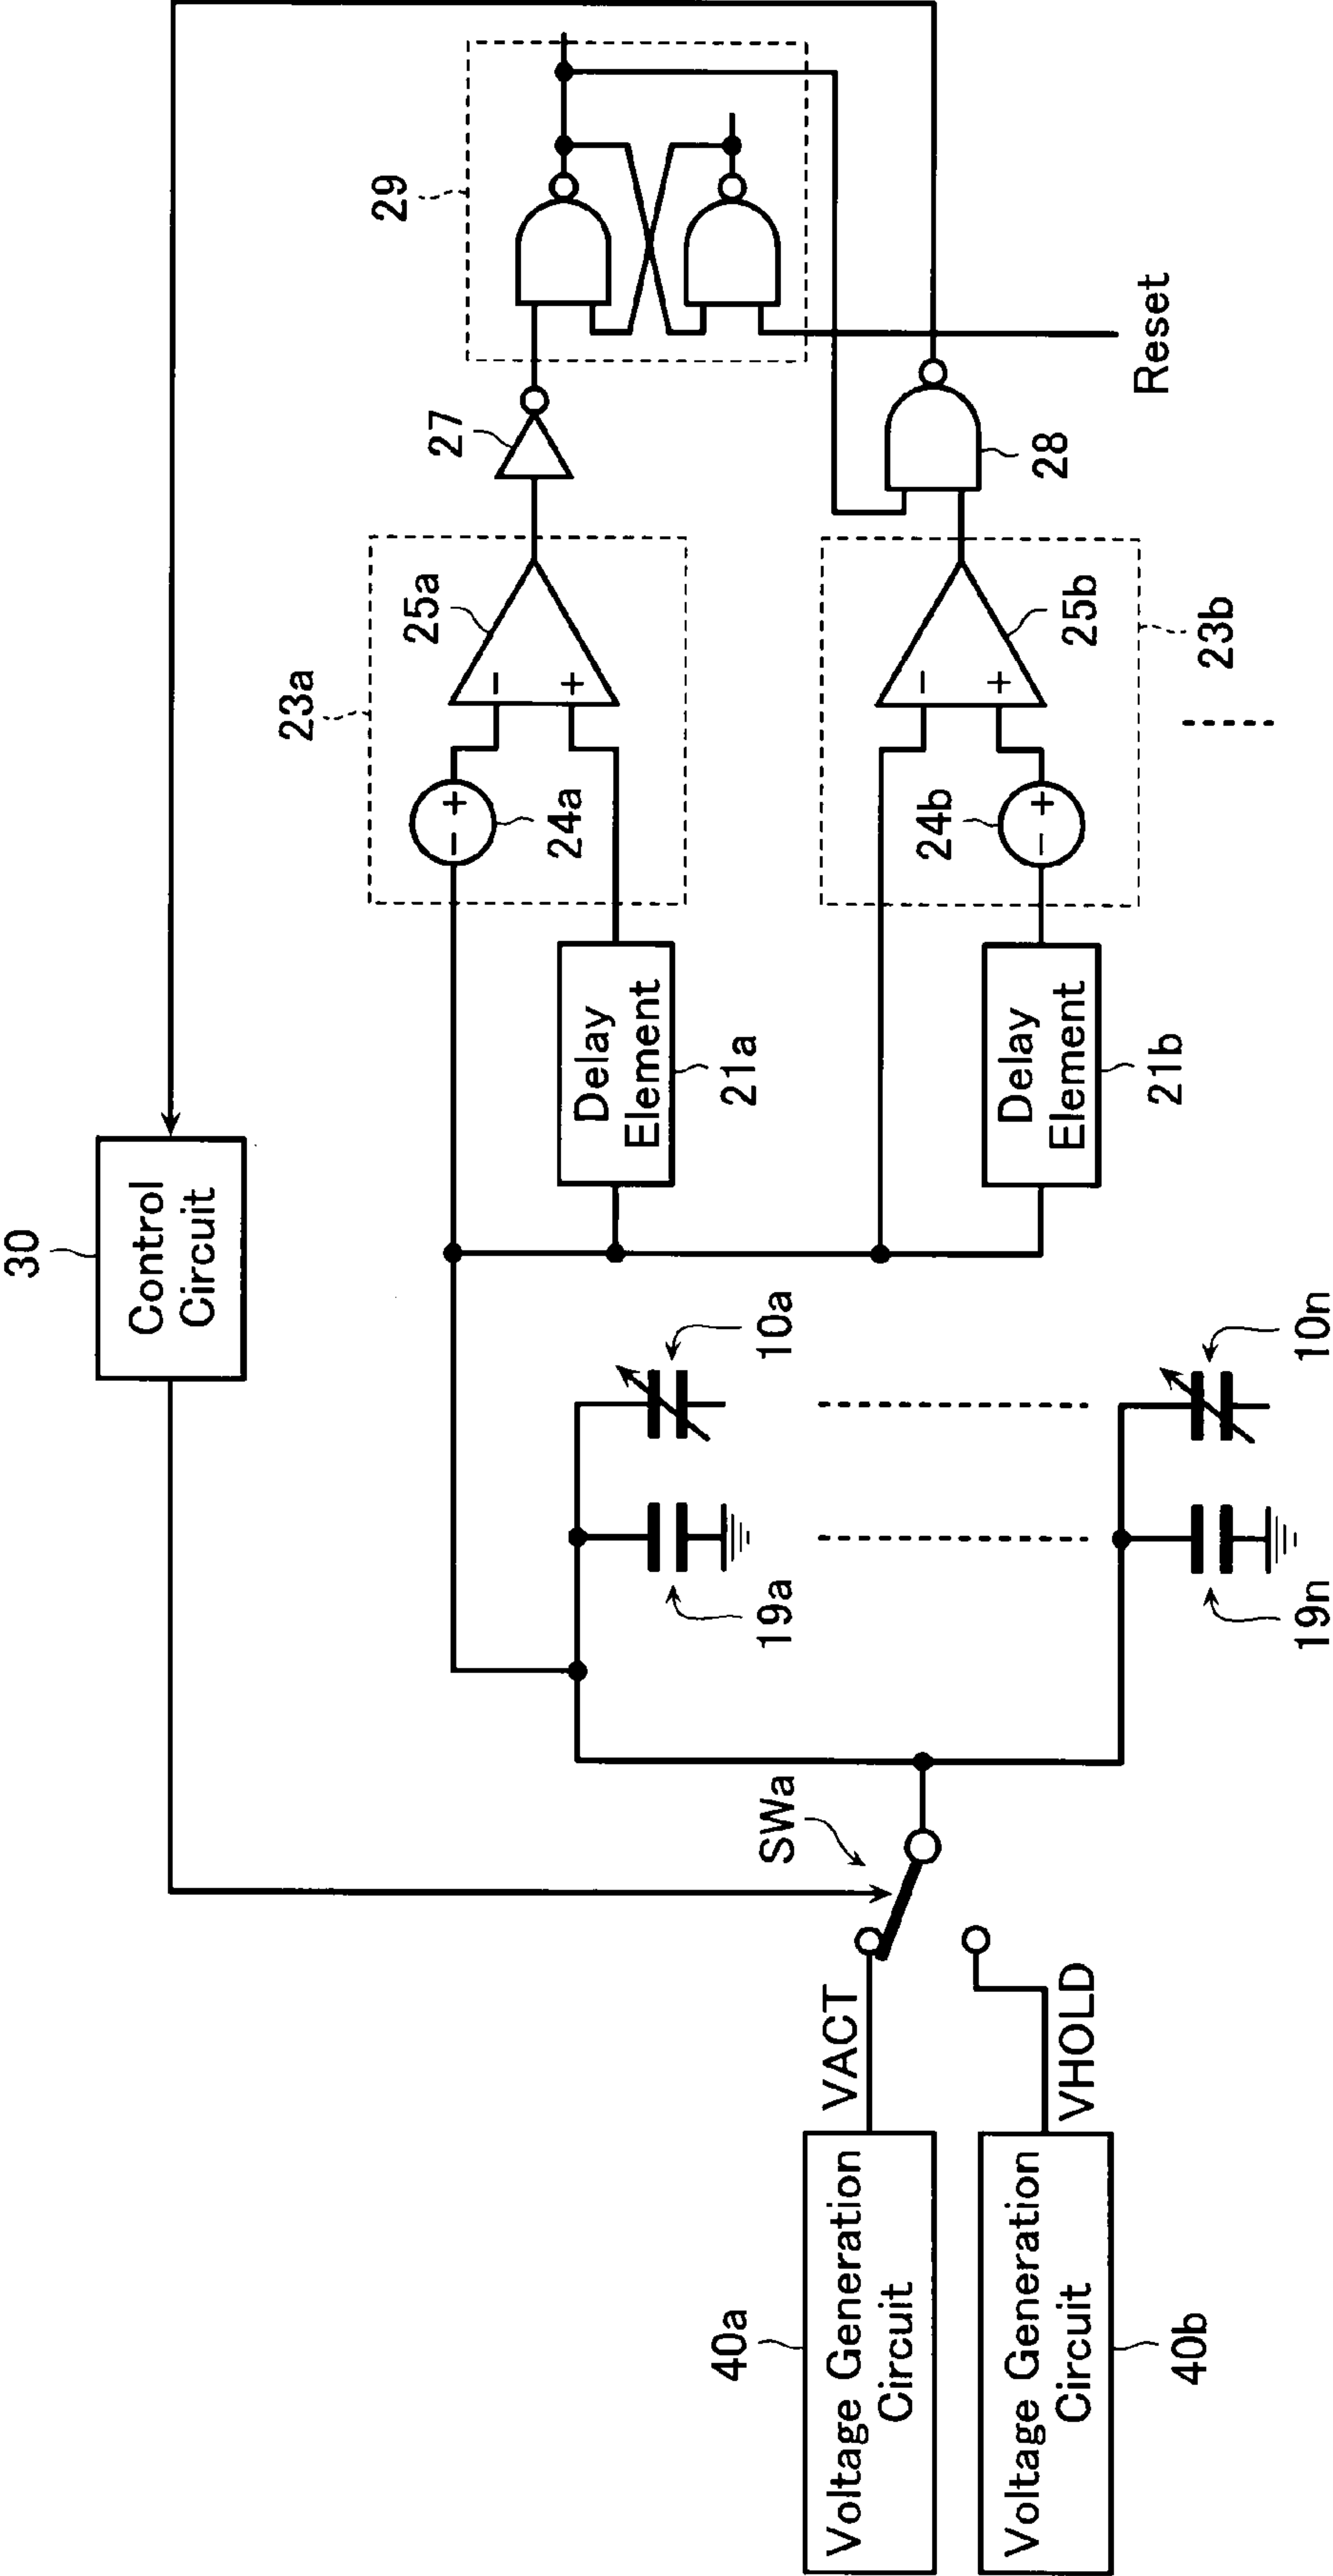 30
Control
Circuit
40a
Voltage Generation
Circuit
VACT
40b
Voltage Generation
Circuit
VHOLD
SWa
19a
10a
19n
10n
Delay
Element
21a
Delay
Element
21b
23a
24a
− +
25a
−
+
23b
24b
− +
25b
−
+
27
28
29
Reset